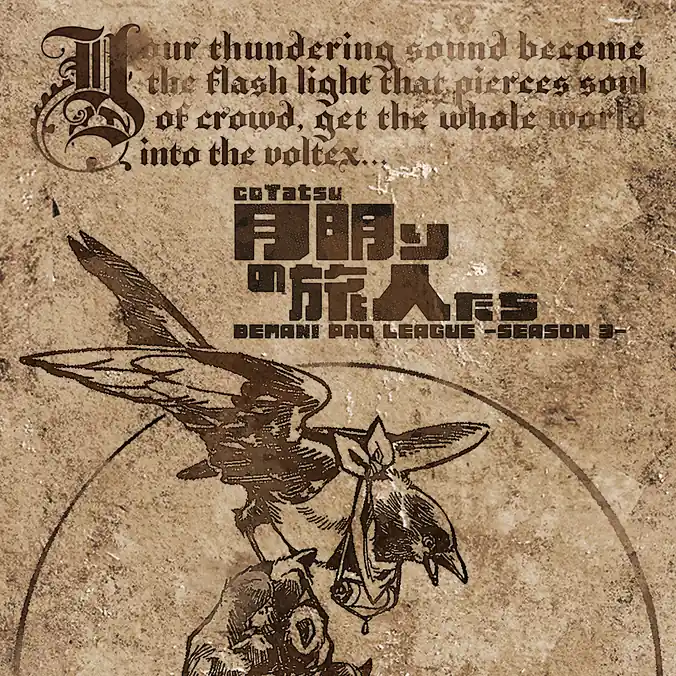 Your thundering sound become
the flash light that pierces soul
of crowd, get the whole world
into the voltex...
coTatsu
月明り
の旅人たち
BEMANI PRO LEAGUE -SEASON 3-